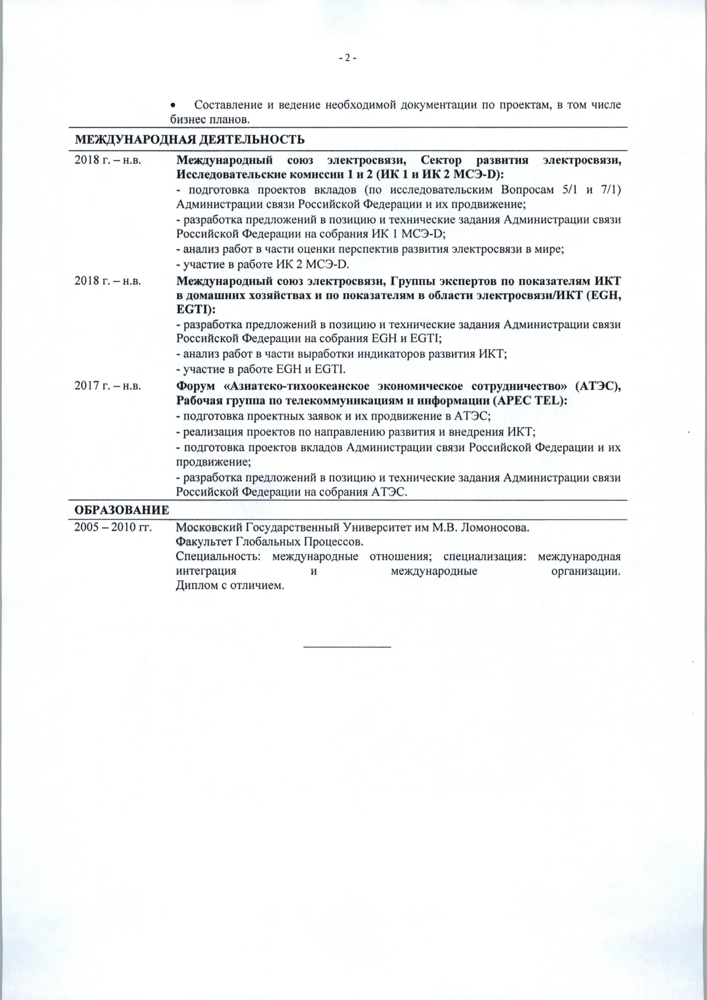 - 2 -
• Составление и ведение необходимой документации по проектам, в том числе
бизнес планов.
МЕЖДУНАРОДНАЯ ДЕЯТЕЛЬНОСТЬ
2018 г. – н.в. Международный союз электросвязи, Сектор развития электросвязи,
Исследовательские комиссии 1 и 2 (ИК 1 и ИК 2 МСЭ-D):
- подготовка проектов вкладов (по исследовательским Вопросам 5/1 и 7/1)
Администрации связи Российской Федерации и их продвижение;
- разработка предложений в позицию и технические задания Администрации связи
Российской Федерации на собрания ИК 1 МСЭ-D;
- анализ работ в части оценки перспектив развития электросвязи в мире;
- участие в работе ИК 2 МСЭ-D.
2018 г. – н.в. Международный союз электросвязи, Группы экспертов по показателям ИКТ
в домашних хозяйствах и по показателям в области электросвязи/ИКТ (EGH,
EGTI):
- разработка предложений в позицию и технические задания Администрации связи
Российской Федерации на собрания EGH и EGTI;
- анализ работ в части выработки индикаторов развития ИКТ;
- участие в работе EGH и EGTI.
2017 г. – н.в. Форум «Азиатско-тихоокеанское экономическое сотрудничество» (АТЭС),
Рабочая группа по телекоммуникациям и информации (APEC TEL):
- подготовка проектных заявок и их продвижение в АТЭС;
- реализация проектов по направлению развития и внедрения ИКТ;
- подготовка проектов вкладов Администрации связи Российской Федерации и их
продвижение;
- разработка предложений в позицию и технические задания Администрации связи
Российской Федерации на собрания АТЭС.
ОБРАЗОВАНИЕ
2005 – 2010 гг. Московский Государственный Университет им М.В. Ломоносова.
Факультет Глобальных Процессов.
Специальность: международные отношения; специализация: международная
интеграция и международные организации.
Диплом с отличием.